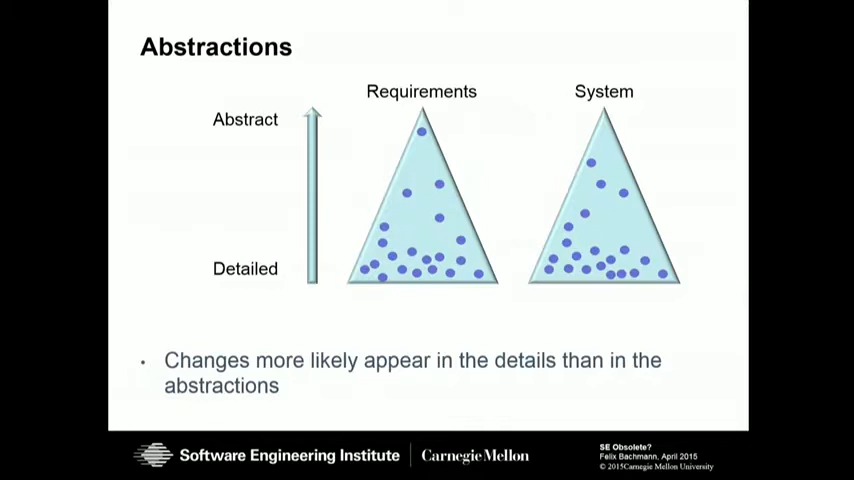 Abstractions
Requirements
System
Abstract
Detailed
• Changes more likely appear in the details than in the
abstractions
Software Engineering Institute
Carnegie Mellon
SE Obsolete?
Felix Bachmann, April 2015
© 2015Carnegie Mellon University